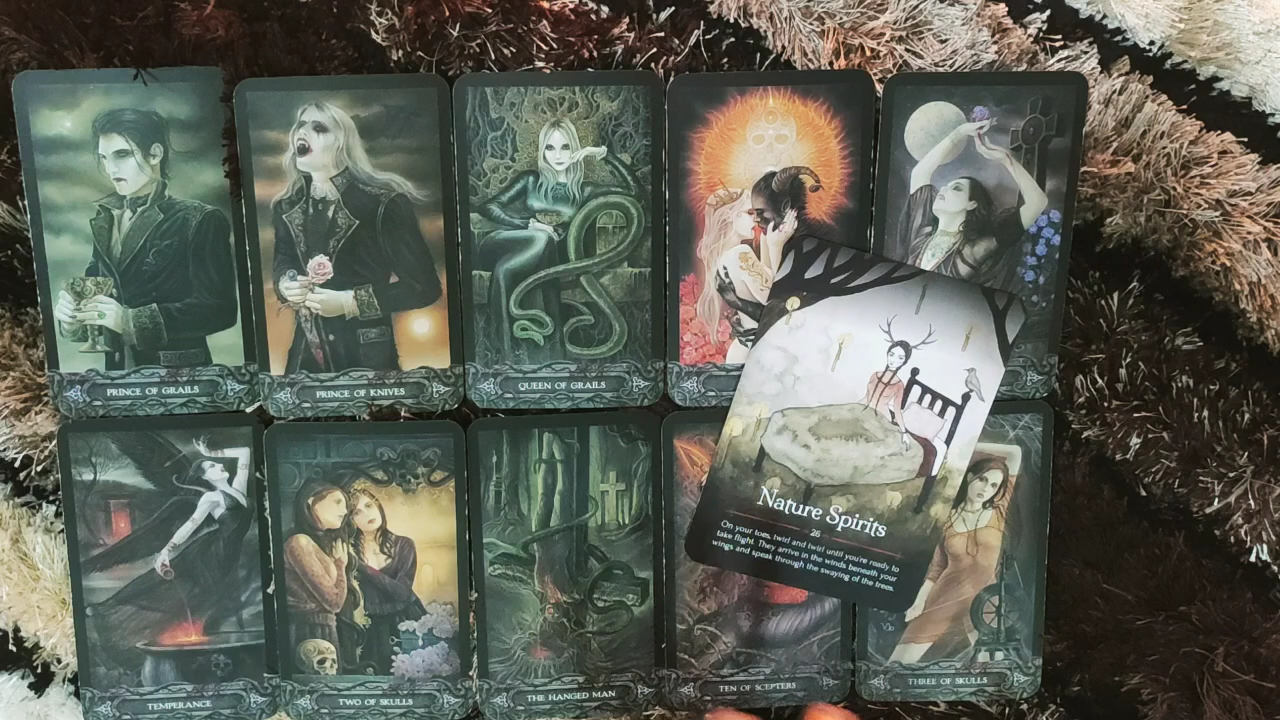 PRINCE OF GRAILS
PRINCE OF KNIVES
QUEEN OF GRAILS
Nature Spirits
26
On your toes, twirl and twirl until you're ready to
take flight. They arrive in the winds beneath your
wings and speak through the swaying of the trees.
TEMPERANCE
TWO OF SKULLS
THE HANGED MAN
TEN OF SCEPTERS
THREE OF SKULLS